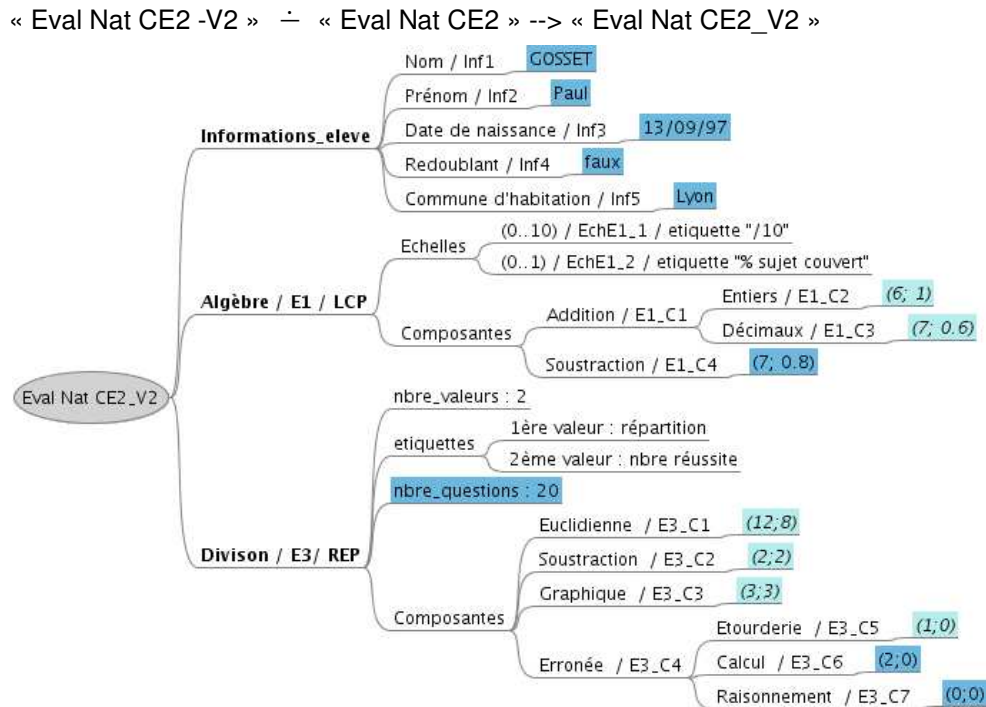 « Eval Nat CE2 -V2 » ∸ « Eval Nat CE2 » --> « Eval Nat CE2_V2 »
Eval Nat CE2_V2
Informations_eleve
Nom / Inf1 GOSSET
Prénom / Inf2 Paul
Date de naissance / Inf3 13/09/97
Redoublant / Inf4 faux
Commune d'habitation / Inf5 Lyon
Algèbre / E1 / LCP
Echelles
(0..10) / EchE1_1 / etiquette "/10"
(0..1) / EchE1_2 / etiquette "% sujet couvert"
Composantes
Addition / E1_C1
Entiers / E1_C2 (6; 1)
Décimaux / E1_C3 (7; 0.6)
Soustraction / E1_C4 (7; 0.8)
Divison / E3/ REP
nbre_valeurs : 2
etiquettes
1ère valeur : répartition
2ème valeur : nbre réussite
nbre_questions : 20
Composantes
Euclidienne / E3_C1 (12;8)
Soustraction / E3_C2 (2;2)
Graphique / E3_C3 (3;3)
Erronée / E3_C4
Etourderie / E3_C5 (1;0)
Calcul / E3_C6 (2;0)
Raisonnement / E3_C7 (0;0)